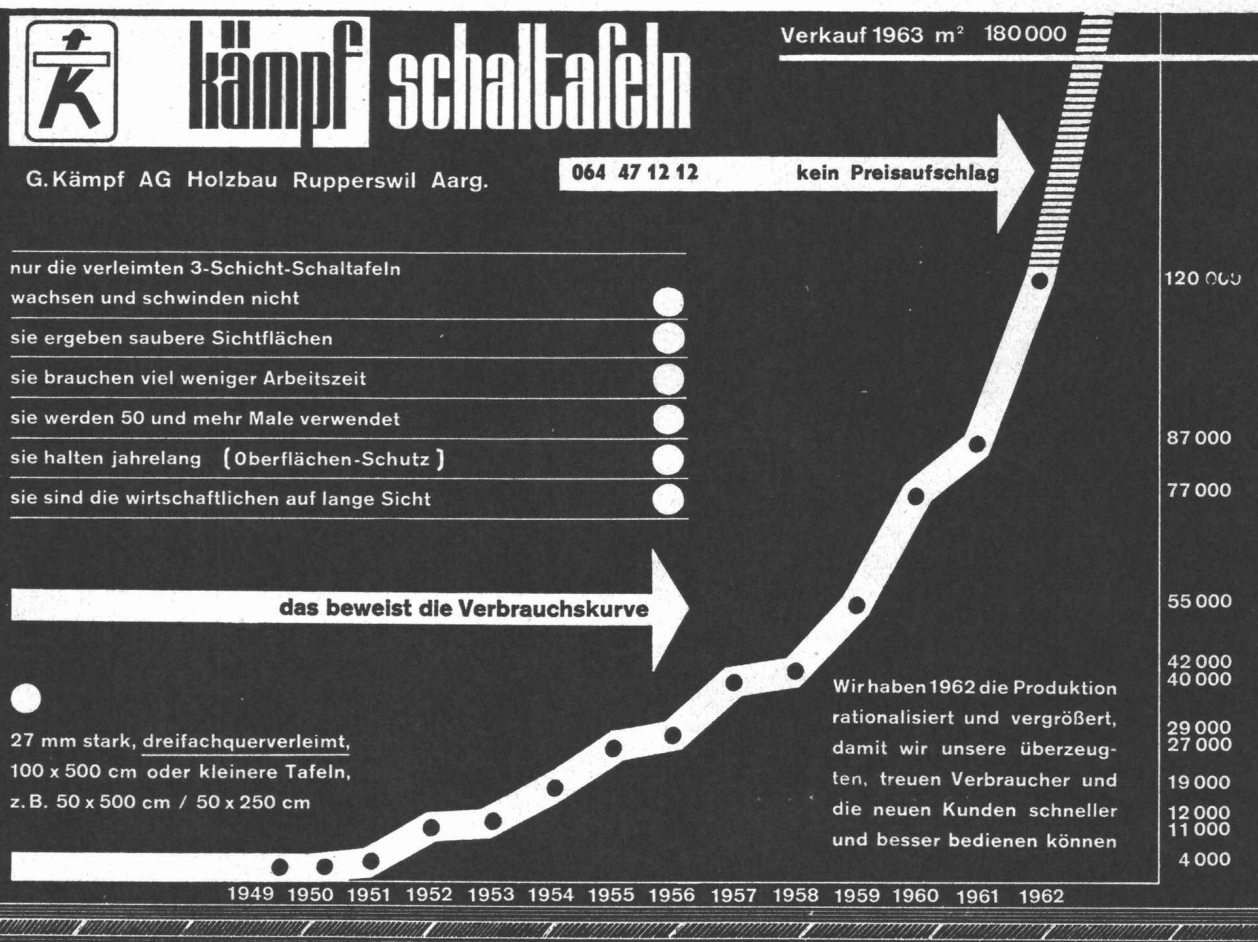 K
kämpf schaltafeln
Verkauf 1963 m² 180 000
G. Kämpf AG Holzbau Rupperswil Aarg.
064 47 12 12 kein Preisaufschlag
nur die verleimten 3-Schicht-Schaltafeln
wachsen und schwinden nicht
sie ergeben saubere Sichtflächen
sie brauchen viel weniger Arbeitszeit
sie werden 50 und mehr Male verwendet
sie halten jahrelang (Oberflächen-Schutz)
sie sind die wirtschaftlichen auf lange Sicht
das beweist die Verbrauchskurve
27 mm stark, dreifachquerverleimt,
100 x 500 cm oder kleinere Tafeln,
z. B. 50 x 500 cm / 50 x 250 cm
Wir haben 1962 die Produktion
rationalisiert und vergrößert,
damit wir unsere überzeug-
ten, treuen Verbraucher und
die neuen Kunden schneller
und besser bedienen können
120 000
87 000
77 000
55 000
42 000
40 000
29 000
27 000
19 000
12 000
11 000
4 000
1949 1950 1951 1952 1953 1954 1955 1956 1957 1958 1959 1960 1961 1962